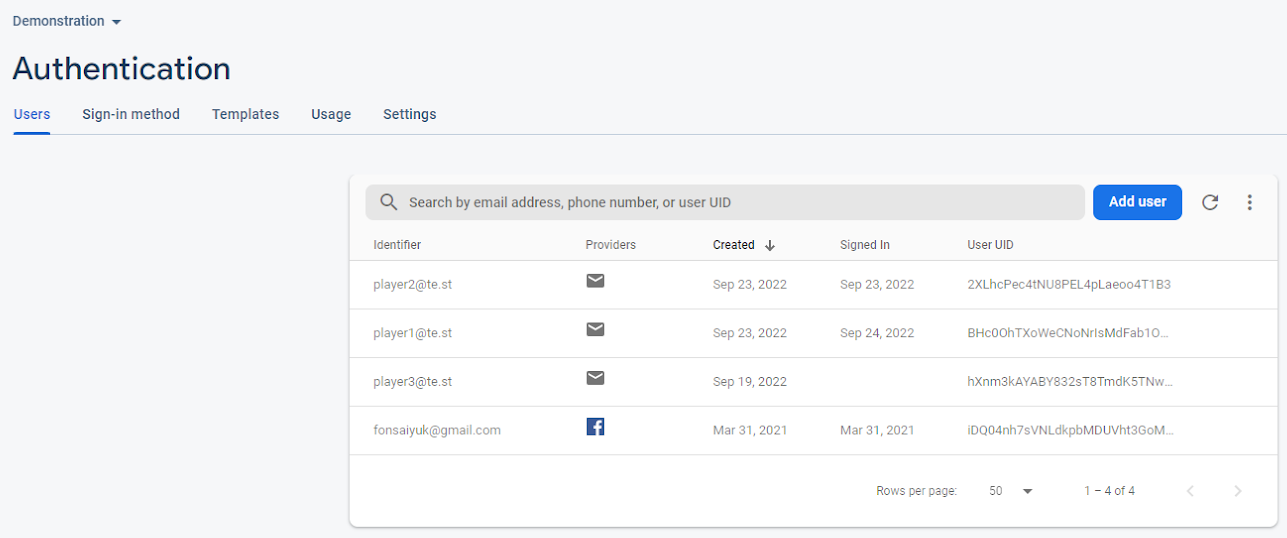 Demonstration
Authentication
Users Sign-in method Templates Usage Settings
Search by email address, phone number, or user UID Add user
Identifier Providers Created Signed In User UID
player2@te.st Sep 23, 2022 Sep 23, 2022 2XLhcPec4tNU8PEL4pLaeoo4T1B3
player1@te.st Sep 23, 2022 Sep 24, 2022 BHc0OhTXoWeCNoNrIsMdFab1O...
player3@te.st Sep 19, 2022 hXnm3kAYABY832sT8TmdK5TNw...
fonsaiyuk@gmail.com Mar 31, 2021 Mar 31, 2021 iDQ04nh7sVNLdkpbMDUVht3GoM...
Rows per page: 50 1 – 4 of 4